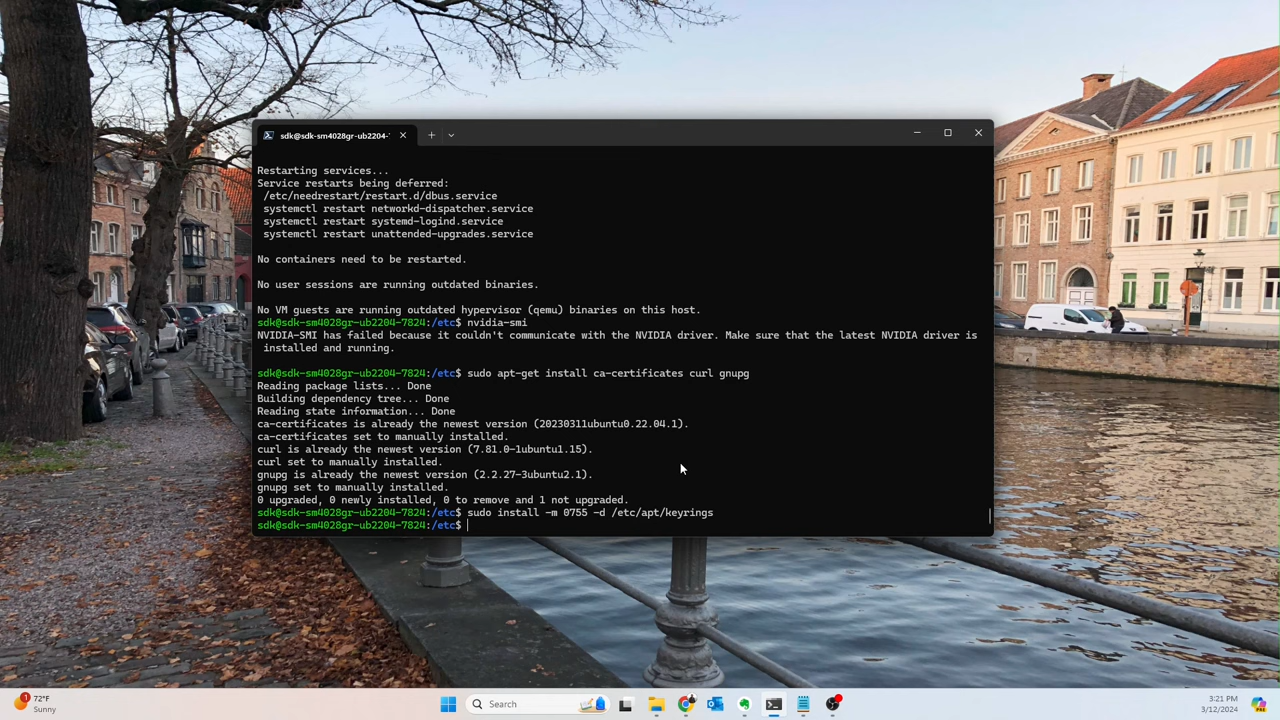 sdk@sdk-sm4028gr-ub2204-
Restarting services...
Service restarts being deferred:
/etc/needrestart/restart.d/dbus.service
systemctl restart networkd-dispatcher.service
systemctl restart systemd-logind.service
systemctl restart unattended-upgrades.service
No containers need to be restarted.
No user sessions are running outdated binaries.
No VM guests are running outdated hypervisor (qemu) binaries on this host.
sdk@sdk-sm4028gr-ub2204-7824:/etc$ nvidia-smi
NVIDIA-SMI has failed because it couldn't communicate with the NVIDIA driver. Make sure that the latest NVIDIA driver is
installed and running.
sdk@sdk-sm4028gr-ub2204-7824:/etc$ sudo apt-get install ca-certificates curl gnupg
Reading package lists... Done
Building dependency tree... Done
Reading state information... Done
ca-certificates is already the newest version (20230311ubuntu0.22.04.1).
ca-certificates set to manually installed.
curl is already the newest version (7.81.0-1ubuntu1.15).
curl set to manually installed.
gnupg is already the newest version (2.2.27-3ubuntu2.1).
gnupg set to manually installed.
0 upgraded, 0 newly installed, 0 to remove and 1 not upgraded.
sdk@sdk-sm4028gr-ub2204-7824:/etc$ sudo install -m 0755 -d /etc/apt/keyrings
sdk@sdk-sm4028gr-ub2204-7824:/etc$
1
72°F
Sunny
Search
3:21 PM
3/12/2024